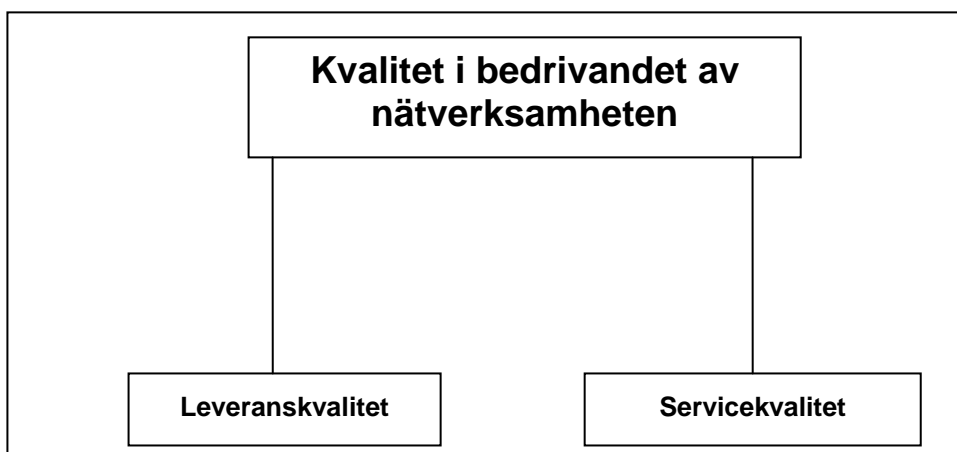 Kvalitet i bedrivandet av
nätverksamheten
Leveranskvalitet
Servicekvalitet